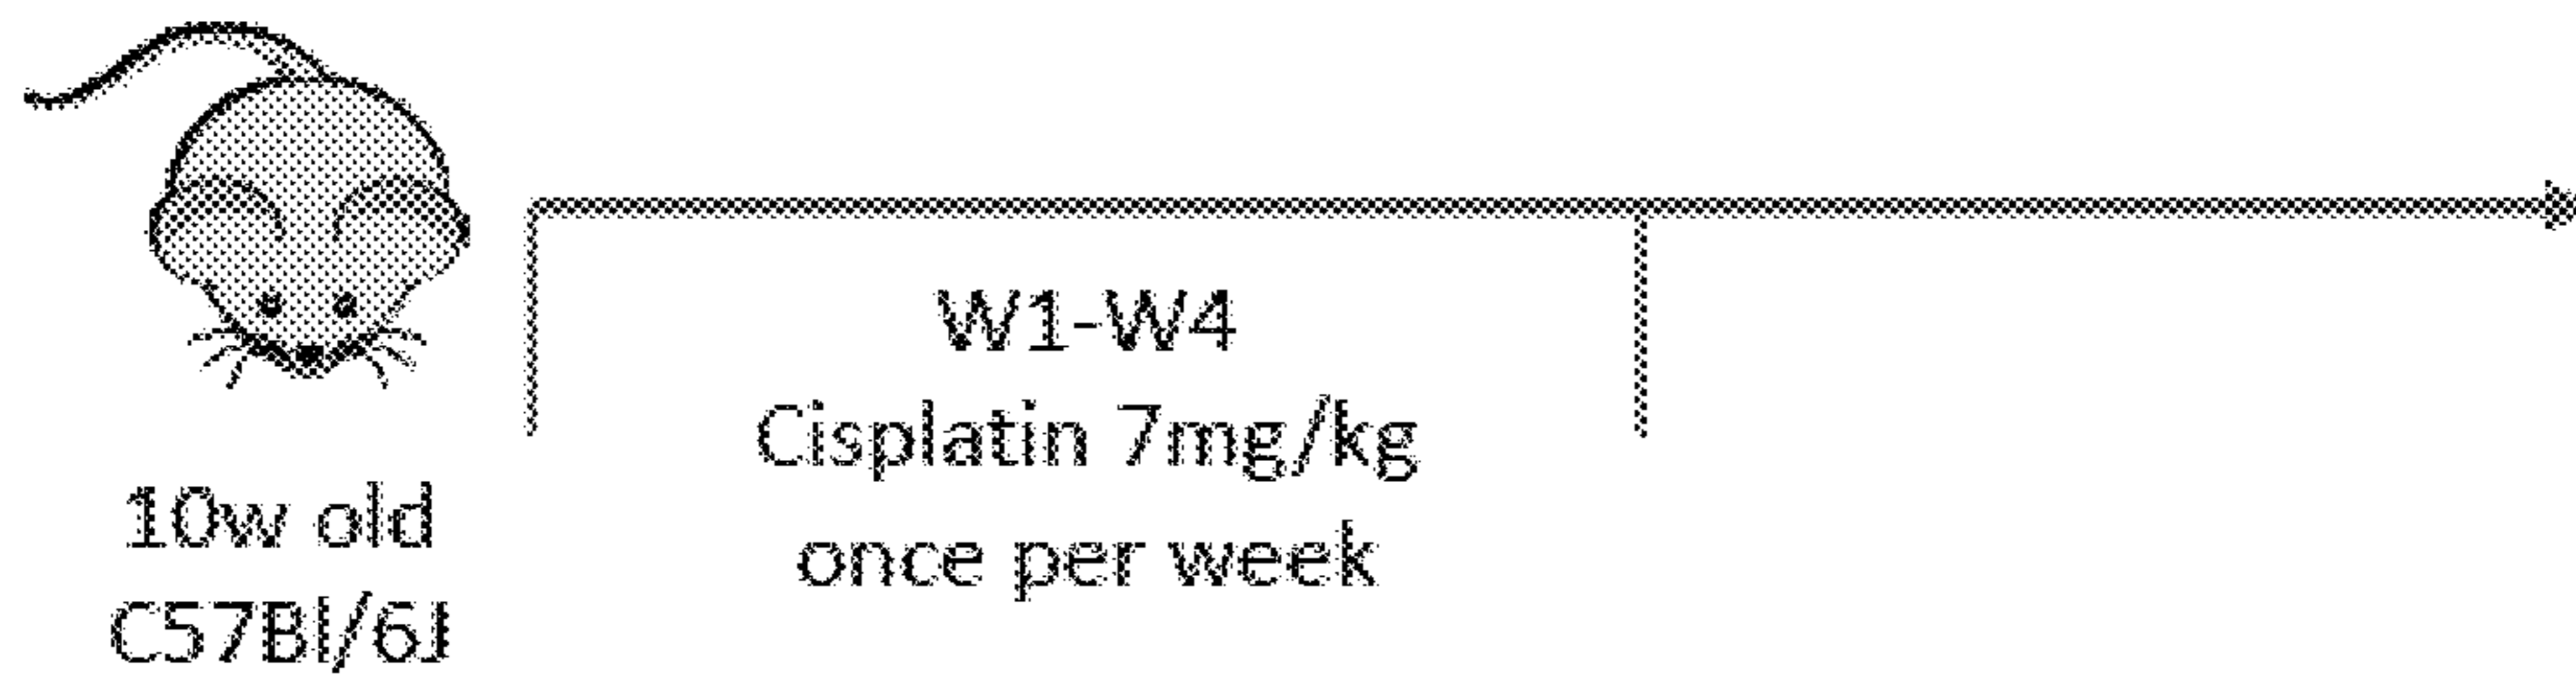 10w old
C57Bl/6J
W1-W4
Cisplatin 7mg/kg
once per week